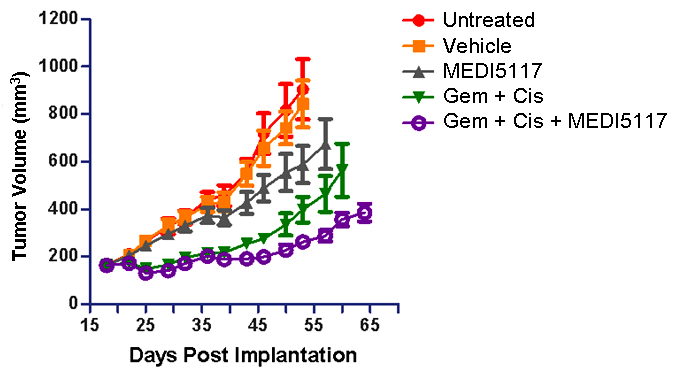 1200
1000
800
600
400
200
0
Tumor Volume (mm³)
15 25 35 45 55 65
Days Post Implantation
Untreated
Vehicle
MEDI5117
Gem + Cis
Gem + Cis + MEDI5117